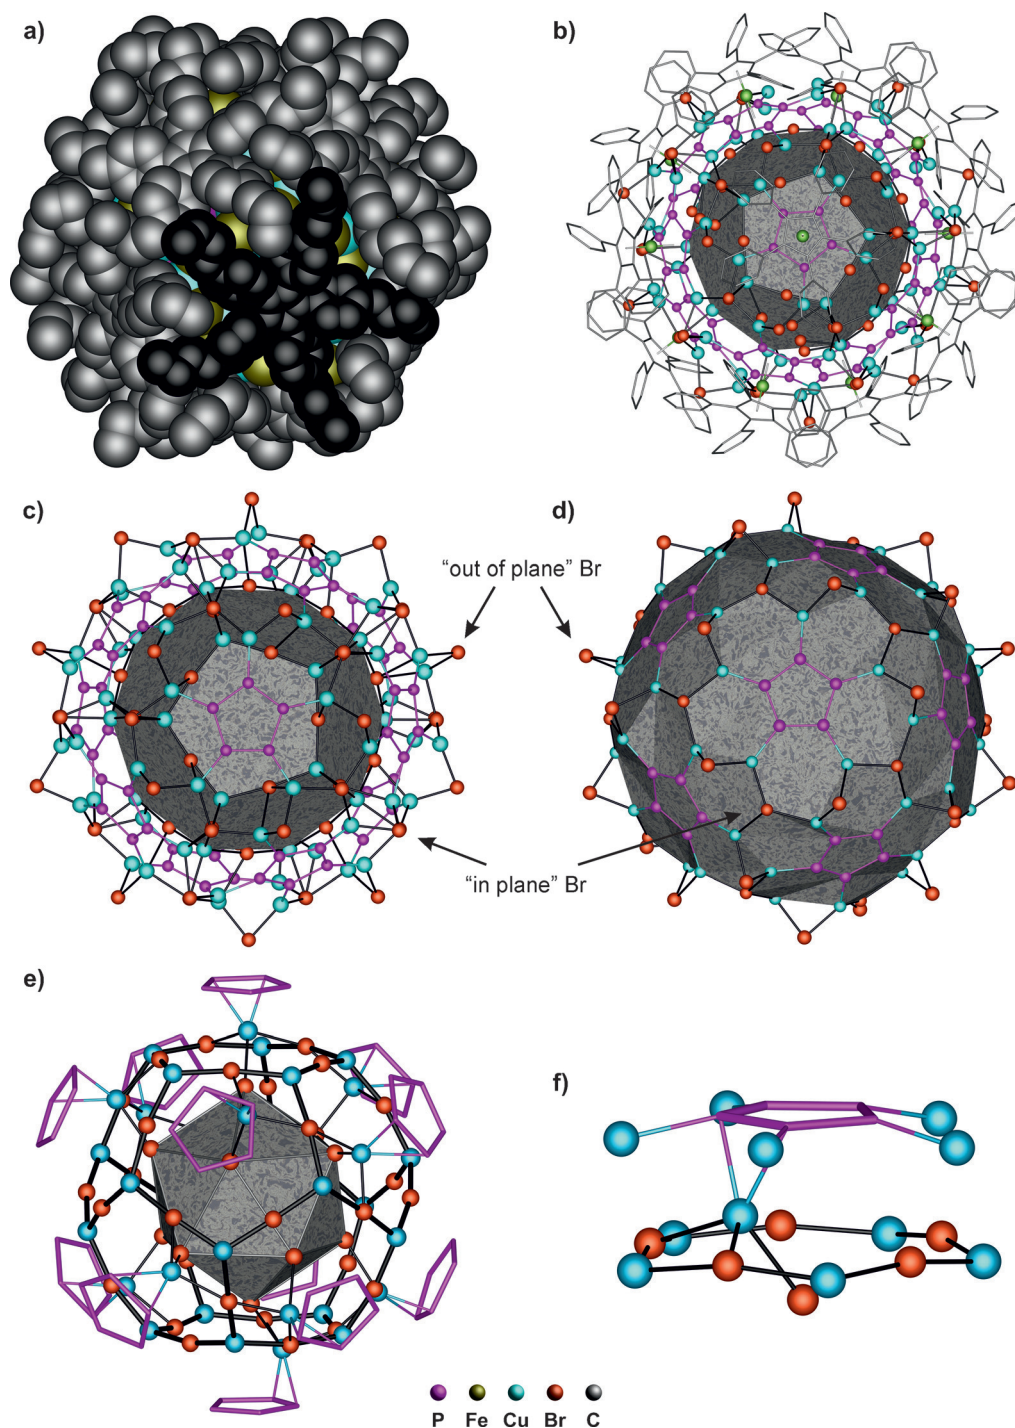 a)
b)
c)
d)
"out of plane" Br
"in plane" Br
e)
f)
P Fe Cu Br C